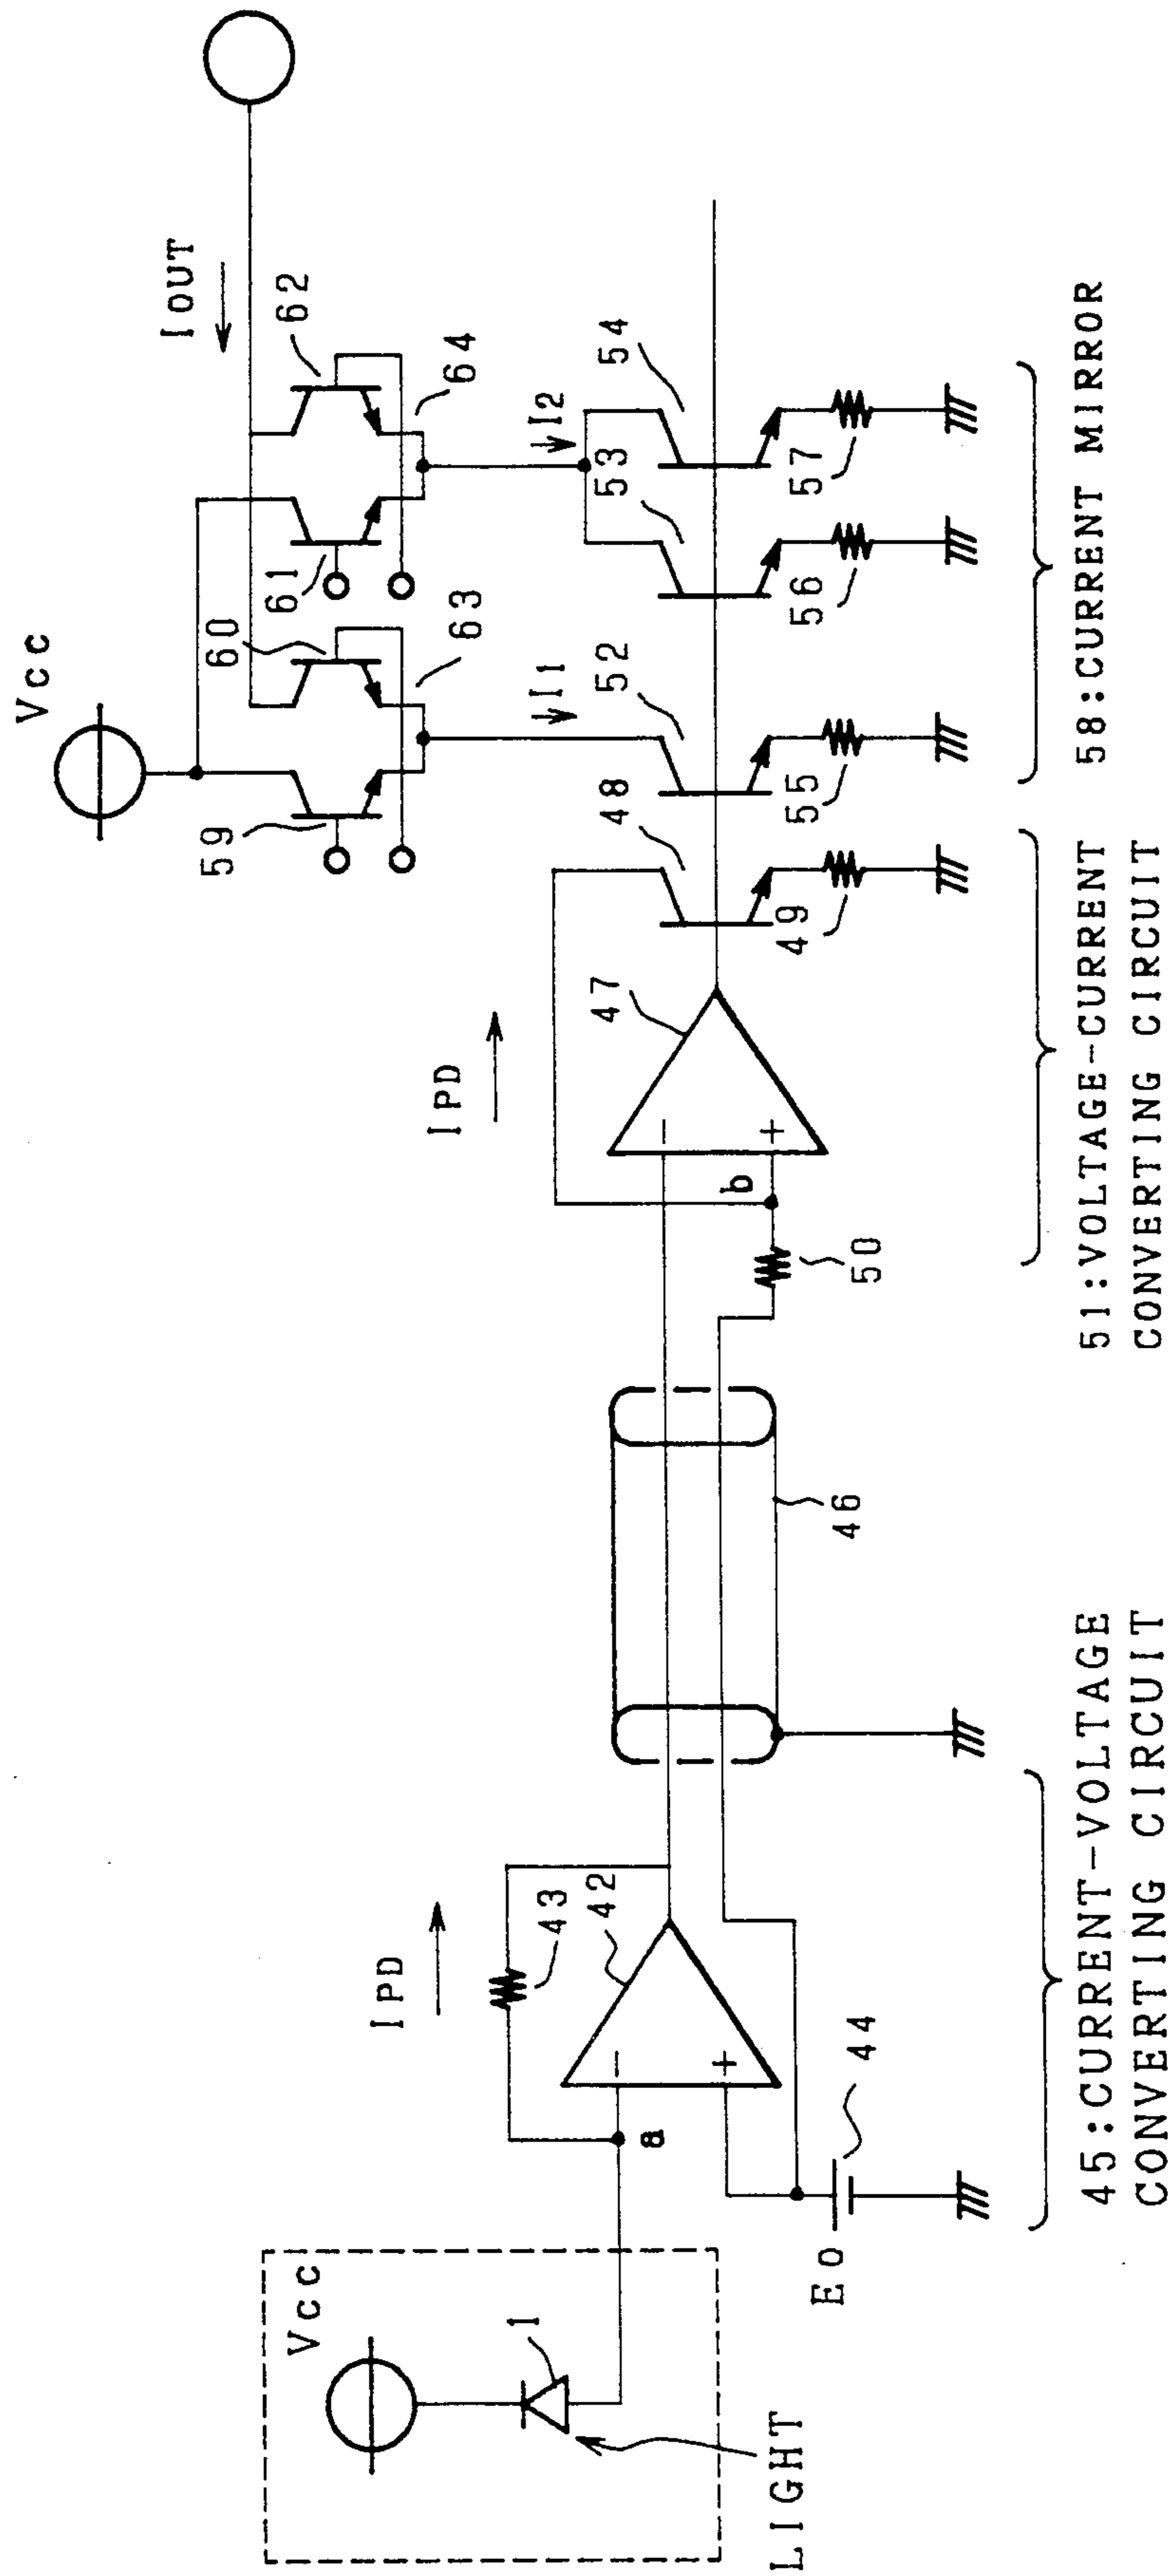 Vcc
1
LIGHT
IPD
43
42
a
−
+
44
E0
45:CURRENT-VOLTAGE
CONVERTING CIRCUIT
46
IPD
47
−
+
b
50
48
49
51:VOLTAGE-CURRENT
CONVERTING CIRCUIT
Vcc
59
60
61
62
63
64
IOUT
I1
I2
52
53
54
55
56
57
58:CURRENT MIRROR